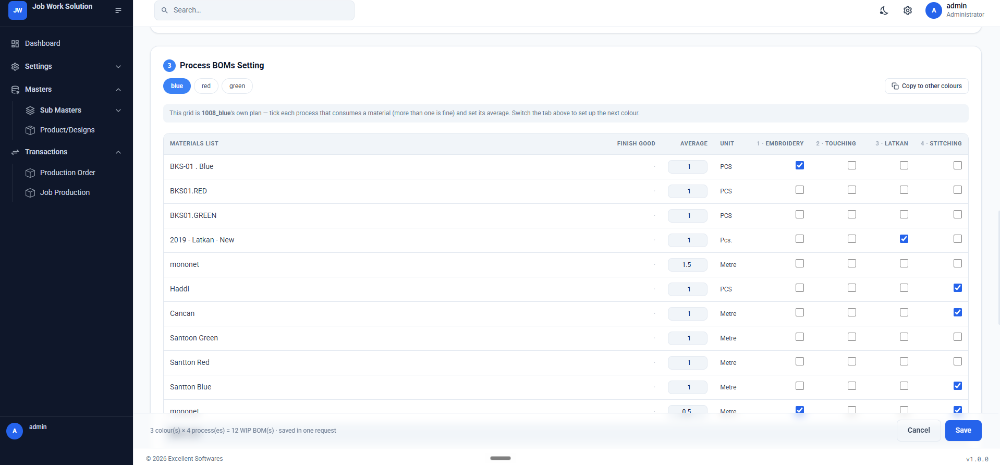 JW Job Work Solution
Search...
admin
A
Administrator
Dashboard
Settings
Masters
Sub Masters
Product/Designs
Transactions
Production Order
Job Production
A admin
3 Process BOMs Setting
blue red green Copy to other colours
This grid is 1008_blue's own plan — tick each process that consumes a material (more than one is fine) and set its average. Switch the tab above to set up the next colour.
MATERIALS LIST FINISH GOOD AVERAGE UNIT 1 · EMBROIDERY 2 · TOUCHING 3 · LATKAN 4 · STITCHING
BKS-01 . Blue · 1 PCS
BKS01.RED · 1 PCS
BKS01.GREEN · 1 PCS
2019 - Latkan - New · 1 Pcs.
mononet · 1.5 Metre
Haddi · 1 PCS
Cancan · 1 Metre
Santoon Green · 1 Metre
Santton Red · 1 Metre
Santton Blue · 1 Metre
mononet · 0.5 Metre
3 colour(s) × 4 process(es) = 12 WIP BOM(s) · saved in one request Cancel Save
© 2026 Excellent Softwares v1.0.0